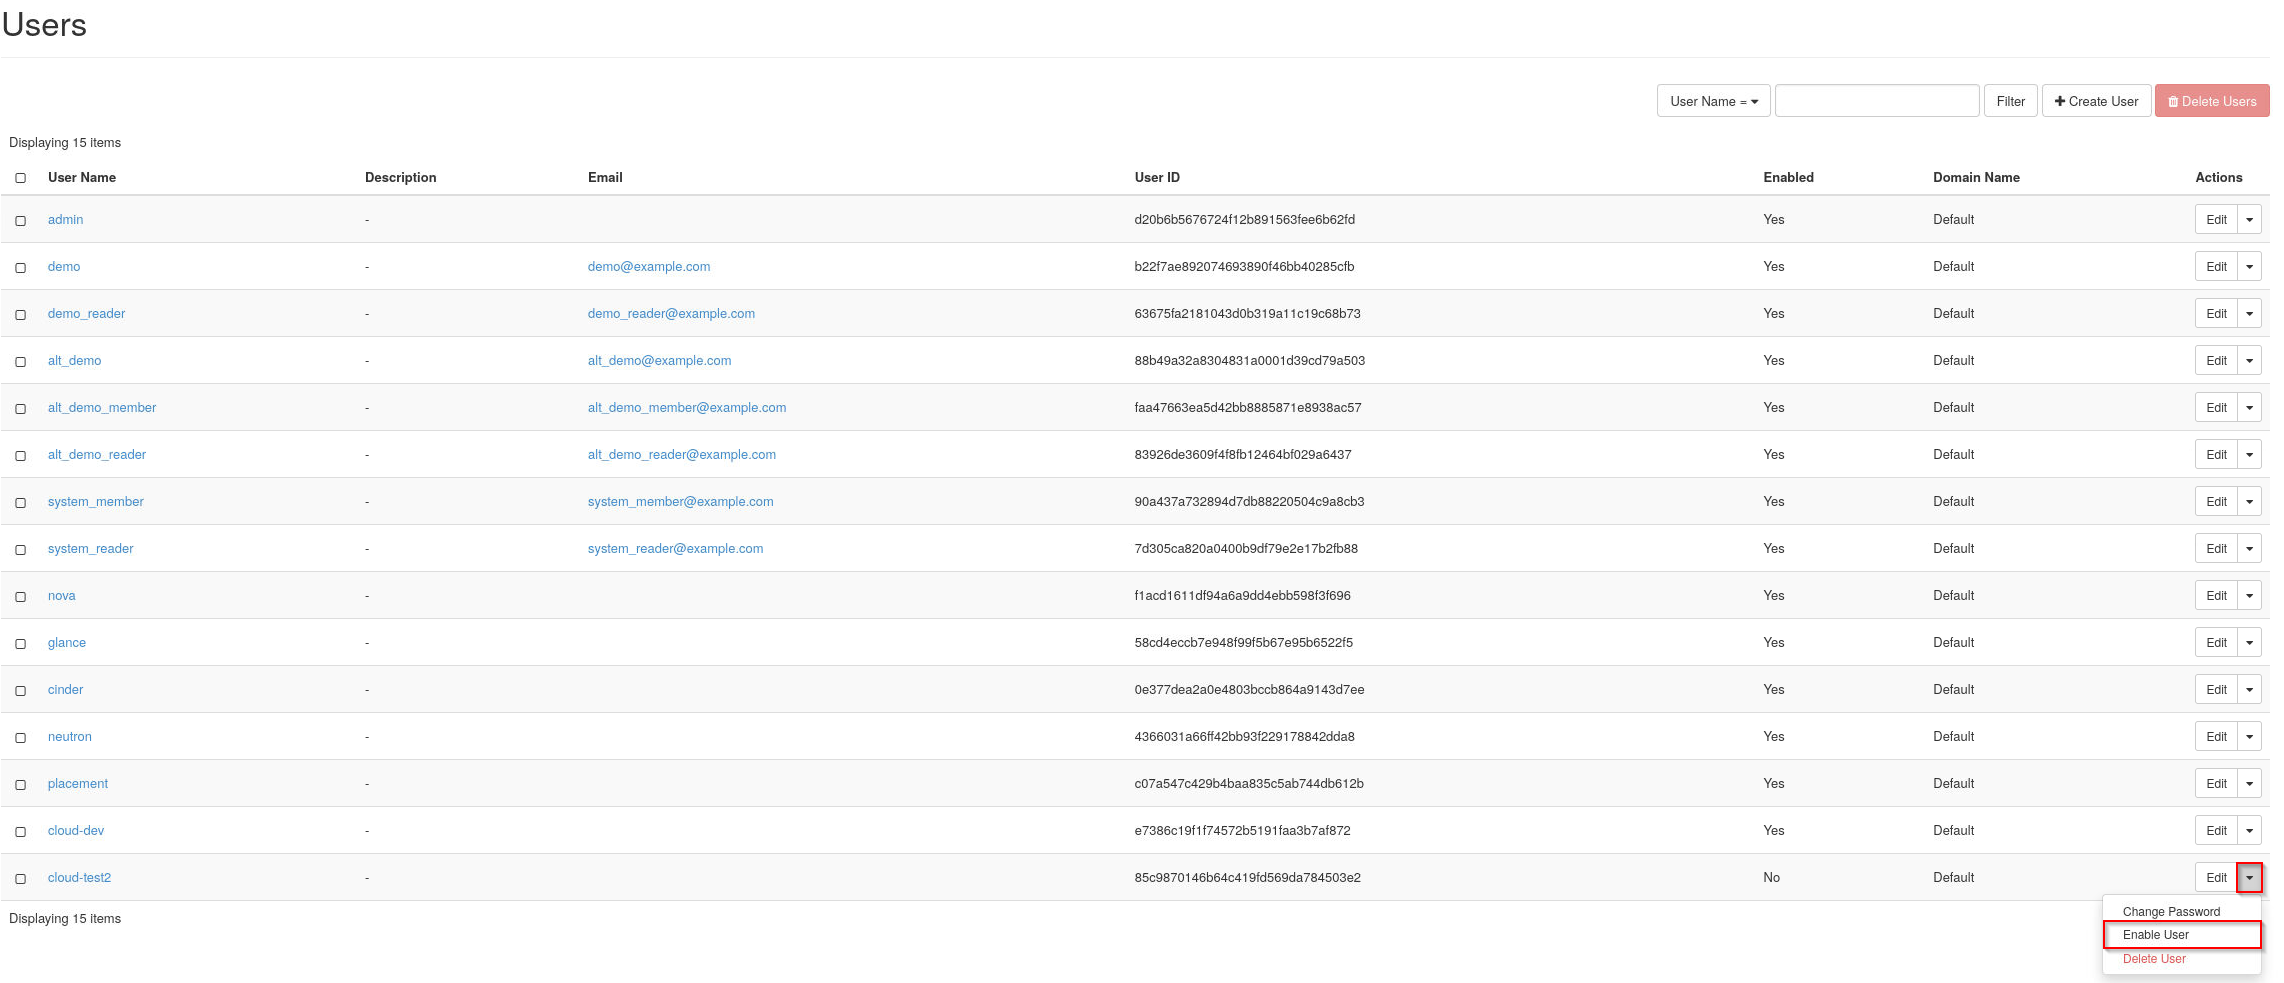 Users
User Name = Filter Create User Delete Users
Displaying 15 items
User Name Description Email User ID Enabled Domain Name Actions
admin - d20b6b5676724f12b891563fee6b62fd Yes Default Edit
demo - demo@example.com b22f7ae892074693890f46bb40285cfb Yes Default Edit
demo_reader - demo_reader@example.com 63675fa2181043d0b319a11c19c68b73 Yes Default Edit
alt_demo - alt_demo@example.com 88b49a32a8304831a0001d39cd79a503 Yes Default Edit
alt_demo_member - alt_demo_member@example.com faa47663ea5d42bb8885871e8938ac57 Yes Default Edit
alt_demo_reader - alt_demo_reader@example.com 83926de3609f4f8fb12464bf029a6437 Yes Default Edit
system_member - system_member@example.com 90a437a732894d7db88220504c9a8cb3 Yes Default Edit
system_reader - system_reader@example.com 7d305ca820a0400b9df79e2e17b2fb88 Yes Default Edit
nova - f1acd1611df94a6a9dd4ebb598f3f696 Yes Default Edit
glance - 58cd4eccb7e948f99f5b67e95b6522f5 Yes Default Edit
cinder - 0e377dea2a0e4803bccb864a9143d7ee Yes Default Edit
neutron - 4366031a66ff42bb93f229178842dda8 Yes Default Edit
placement - c07a547c429b4baa835c5ab744db612b Yes Default Edit
cloud-dev - e7386c19f1f74572b5191faa3b7af872 Yes Default Edit
cloud-test2 - 85c9870146b64c419fd569da784503e2 No Default Edit
Displaying 15 items
Change Password
Enable User
Delete User